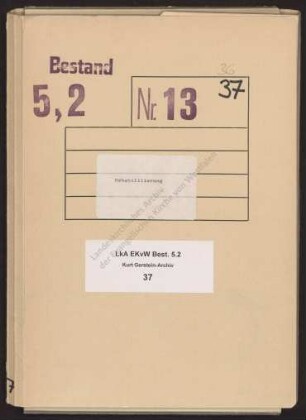 Bestand
36
5,2 Nr. 13 37
Rehabilitierung
Landeskirchliches Archiv
der Evangelischen Kirche von Westfalen
LkA EKvW Best. 5.2
Kurt Gerstein-Archiv
37